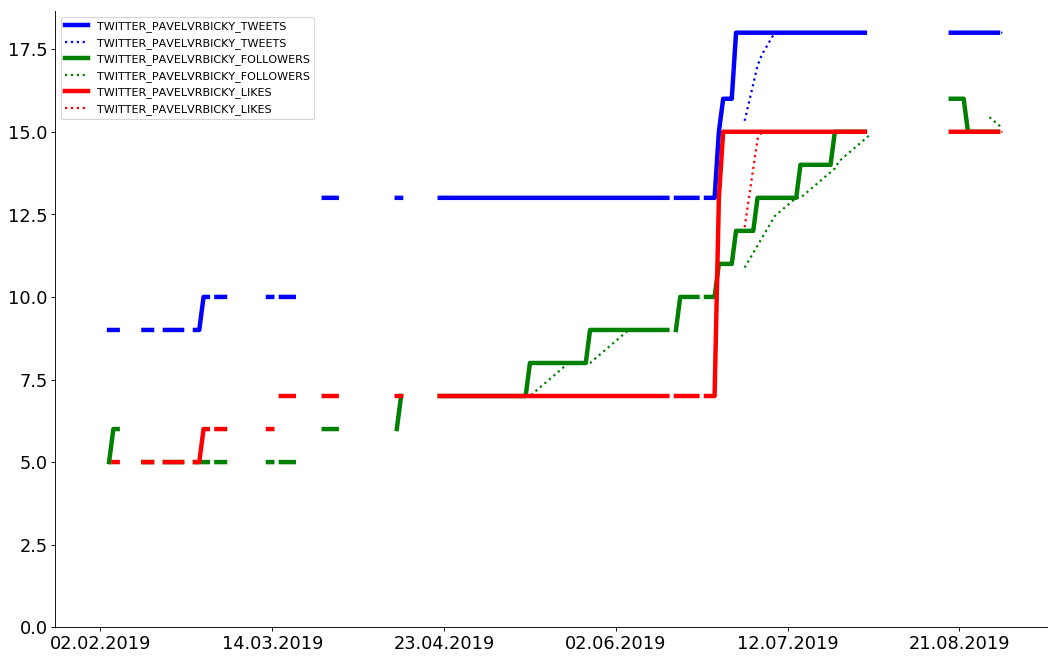 TWITTER_PAVELVRBICKY_TWEETS
TWITTER_PAVELVRBICKY_TWEETS
TWITTER_PAVELVRBICKY_FOLLOWERS
TWITTER_PAVELVRBICKY_FOLLOWERS
TWITTER_PAVELVRBICKY_LIKES
TWITTER_PAVELVRBICKY_LIKES
17.5
15.0
12.5
10.0
7.5
5.0
2.5
0.0
02.02.2019 14.03.2019 23.04.2019 02.06.2019 12.07.2019 21.08.2019